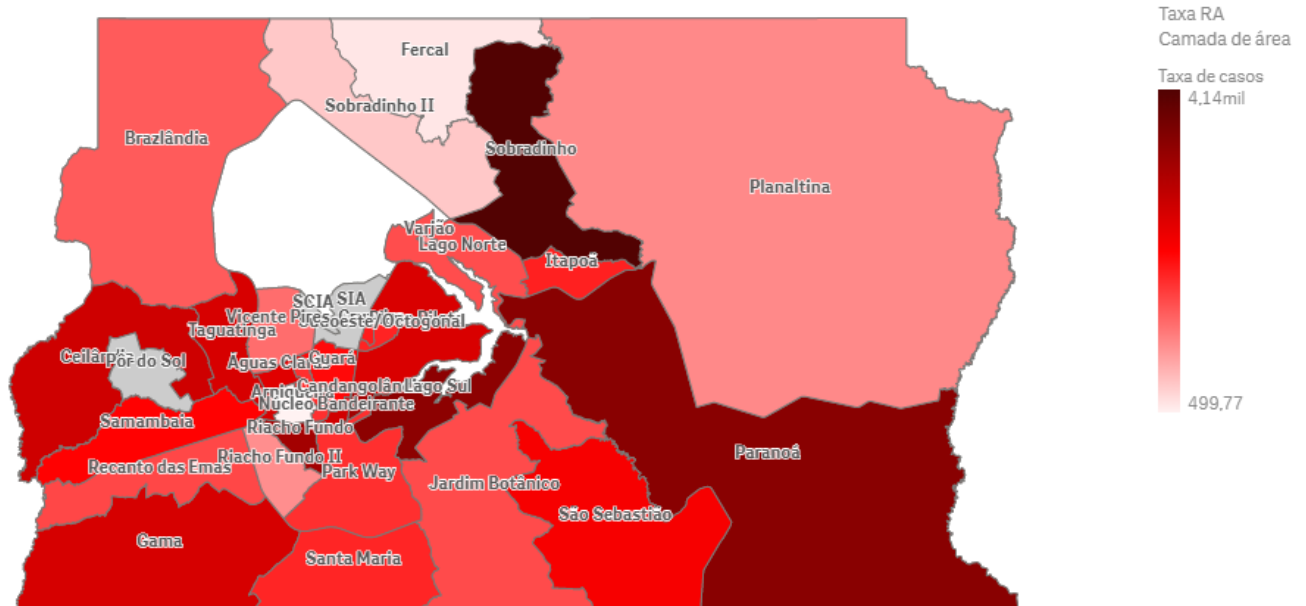 Taxa RA
Camada de área
Taxa de casos
4,14mil
499,77
Fercal
Sobradinho II
Brazlândia
Sobradinho
Planaltina
Varjão
Lago Norte
Itapoã
SCIA
SIA
Vicente Pires
Sudoeste/Octogonal
Taguatinga
Ceilândia
Pôr do Sol
Águas Claras
Guará
Arniqueira
Candangolândia
Lago Sul
Núcleo Bandeirante
Samambaia
Riacho Fundo
Riacho Fundo II
Recanto das Emas
Park Way
Paranoá
Jardim Botânico
São Sebastião
Gama
Santa Maria